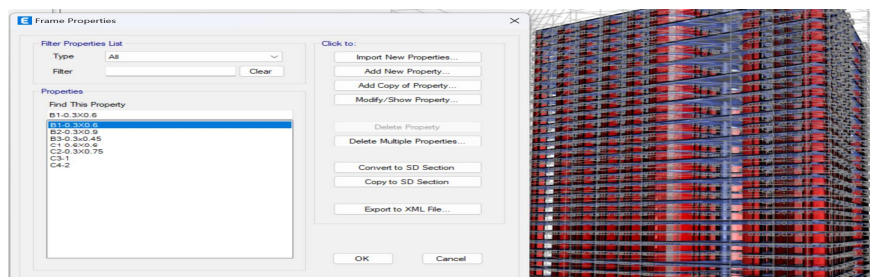 Frame Properties
Filter Properties List
Type All
Filter Clear
Properties
Find This Property
B1-0.3X0.6
B1-0.3X0.6
B2-0.3X0.9
B3-0.3x0.45
C1-0.6X0.6
C2-0.3X0.75
C3-1
C4-2
Click to:
Import New Properties...
Add New Property...
Add Copy of Property...
Modify/Show Property...
Delete Property
Delete Multiple Properties...
Convert to SD Section
Copy to SD Section
Export to XML File...
OK Cancel